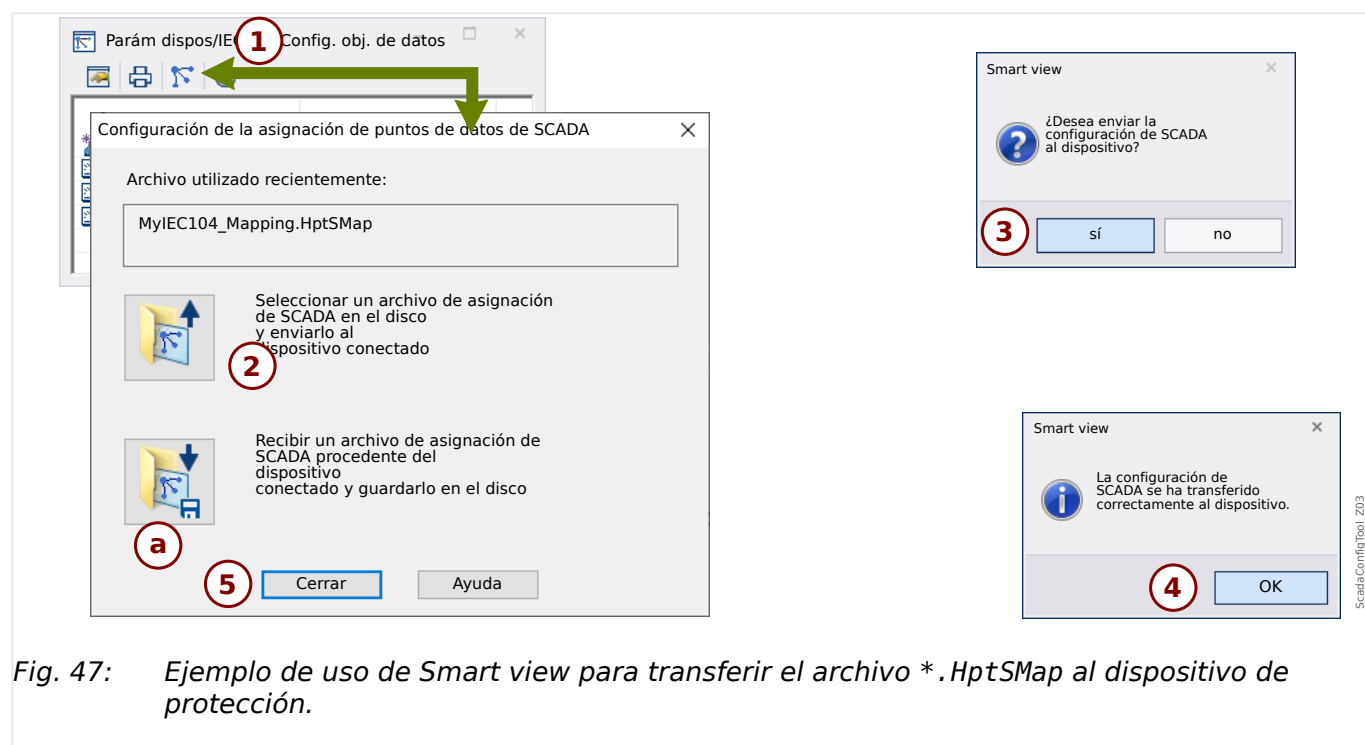 Parám dispos/IE
1
Config. obj. de datos
Configuración de la asignación de puntos de datos de SCADA
Archivo utilizado recientemente:
MyIEC104_Mapping.HptSMap
Seleccionar un archivo de asignación
de SCADA en el disco
y enviarlo al
dispositivo conectado
2
Recibir un archivo de asignación de
SCADA procedente del
dispositivo
conectado y guardarlo en el disco
a
5
Cerrar
Ayuda
Smart view
¿Desea enviar la
configuración de SCADA
al dispositivo?
3
sí
no
Smart view
La configuración de
SCADA se ha transferido
correctamente al dispositivo.
4
OK
ScadaConfigTool_Z03
Fig. 47: Ejemplo de uso de Smart view para transferir el archivo *.HptSMap al dispositivo de
protección.